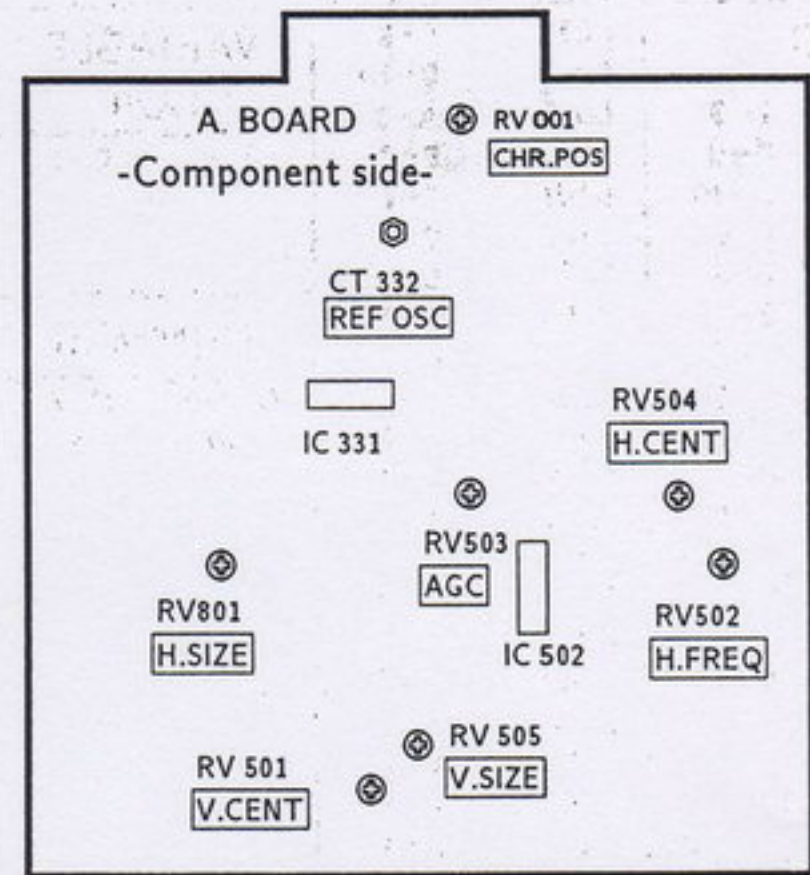 A. BOARD
-Component side-
RV 001
CHR.POS
CT 332
REF OSC
IC 331
RV504
H.CENT
RV503
AGC
RV801
H.SIZE
IC 502
RV502
H.FREQ
RV 505
V.SIZE
RV 501
V.CENT